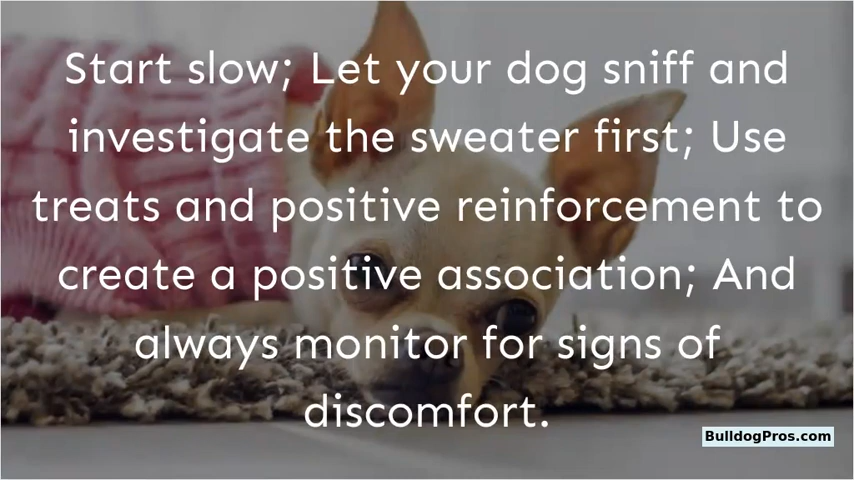 Start slow; Let your dog sniff and
investigate the sweater first; Use
treats and positive reinforcement to
create a positive association; And
always monitor for signs of
discomfort.
BulldogPros.com